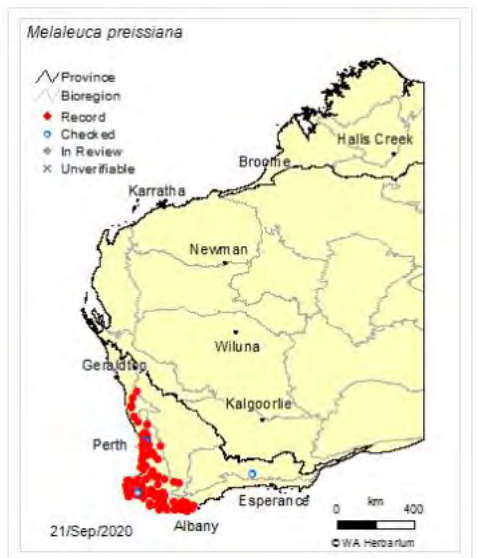 Melaleuca preissiana
Province
Bioregion
Record
Checked
In Review
Unverifiable
Halls Creek
Broome
Karratha
Newman
Wiluna
Geraldton
Kalgoorlie
Perth
Esperance
0 km 400
Albany
21/Sep/2020
© WA Herbarium